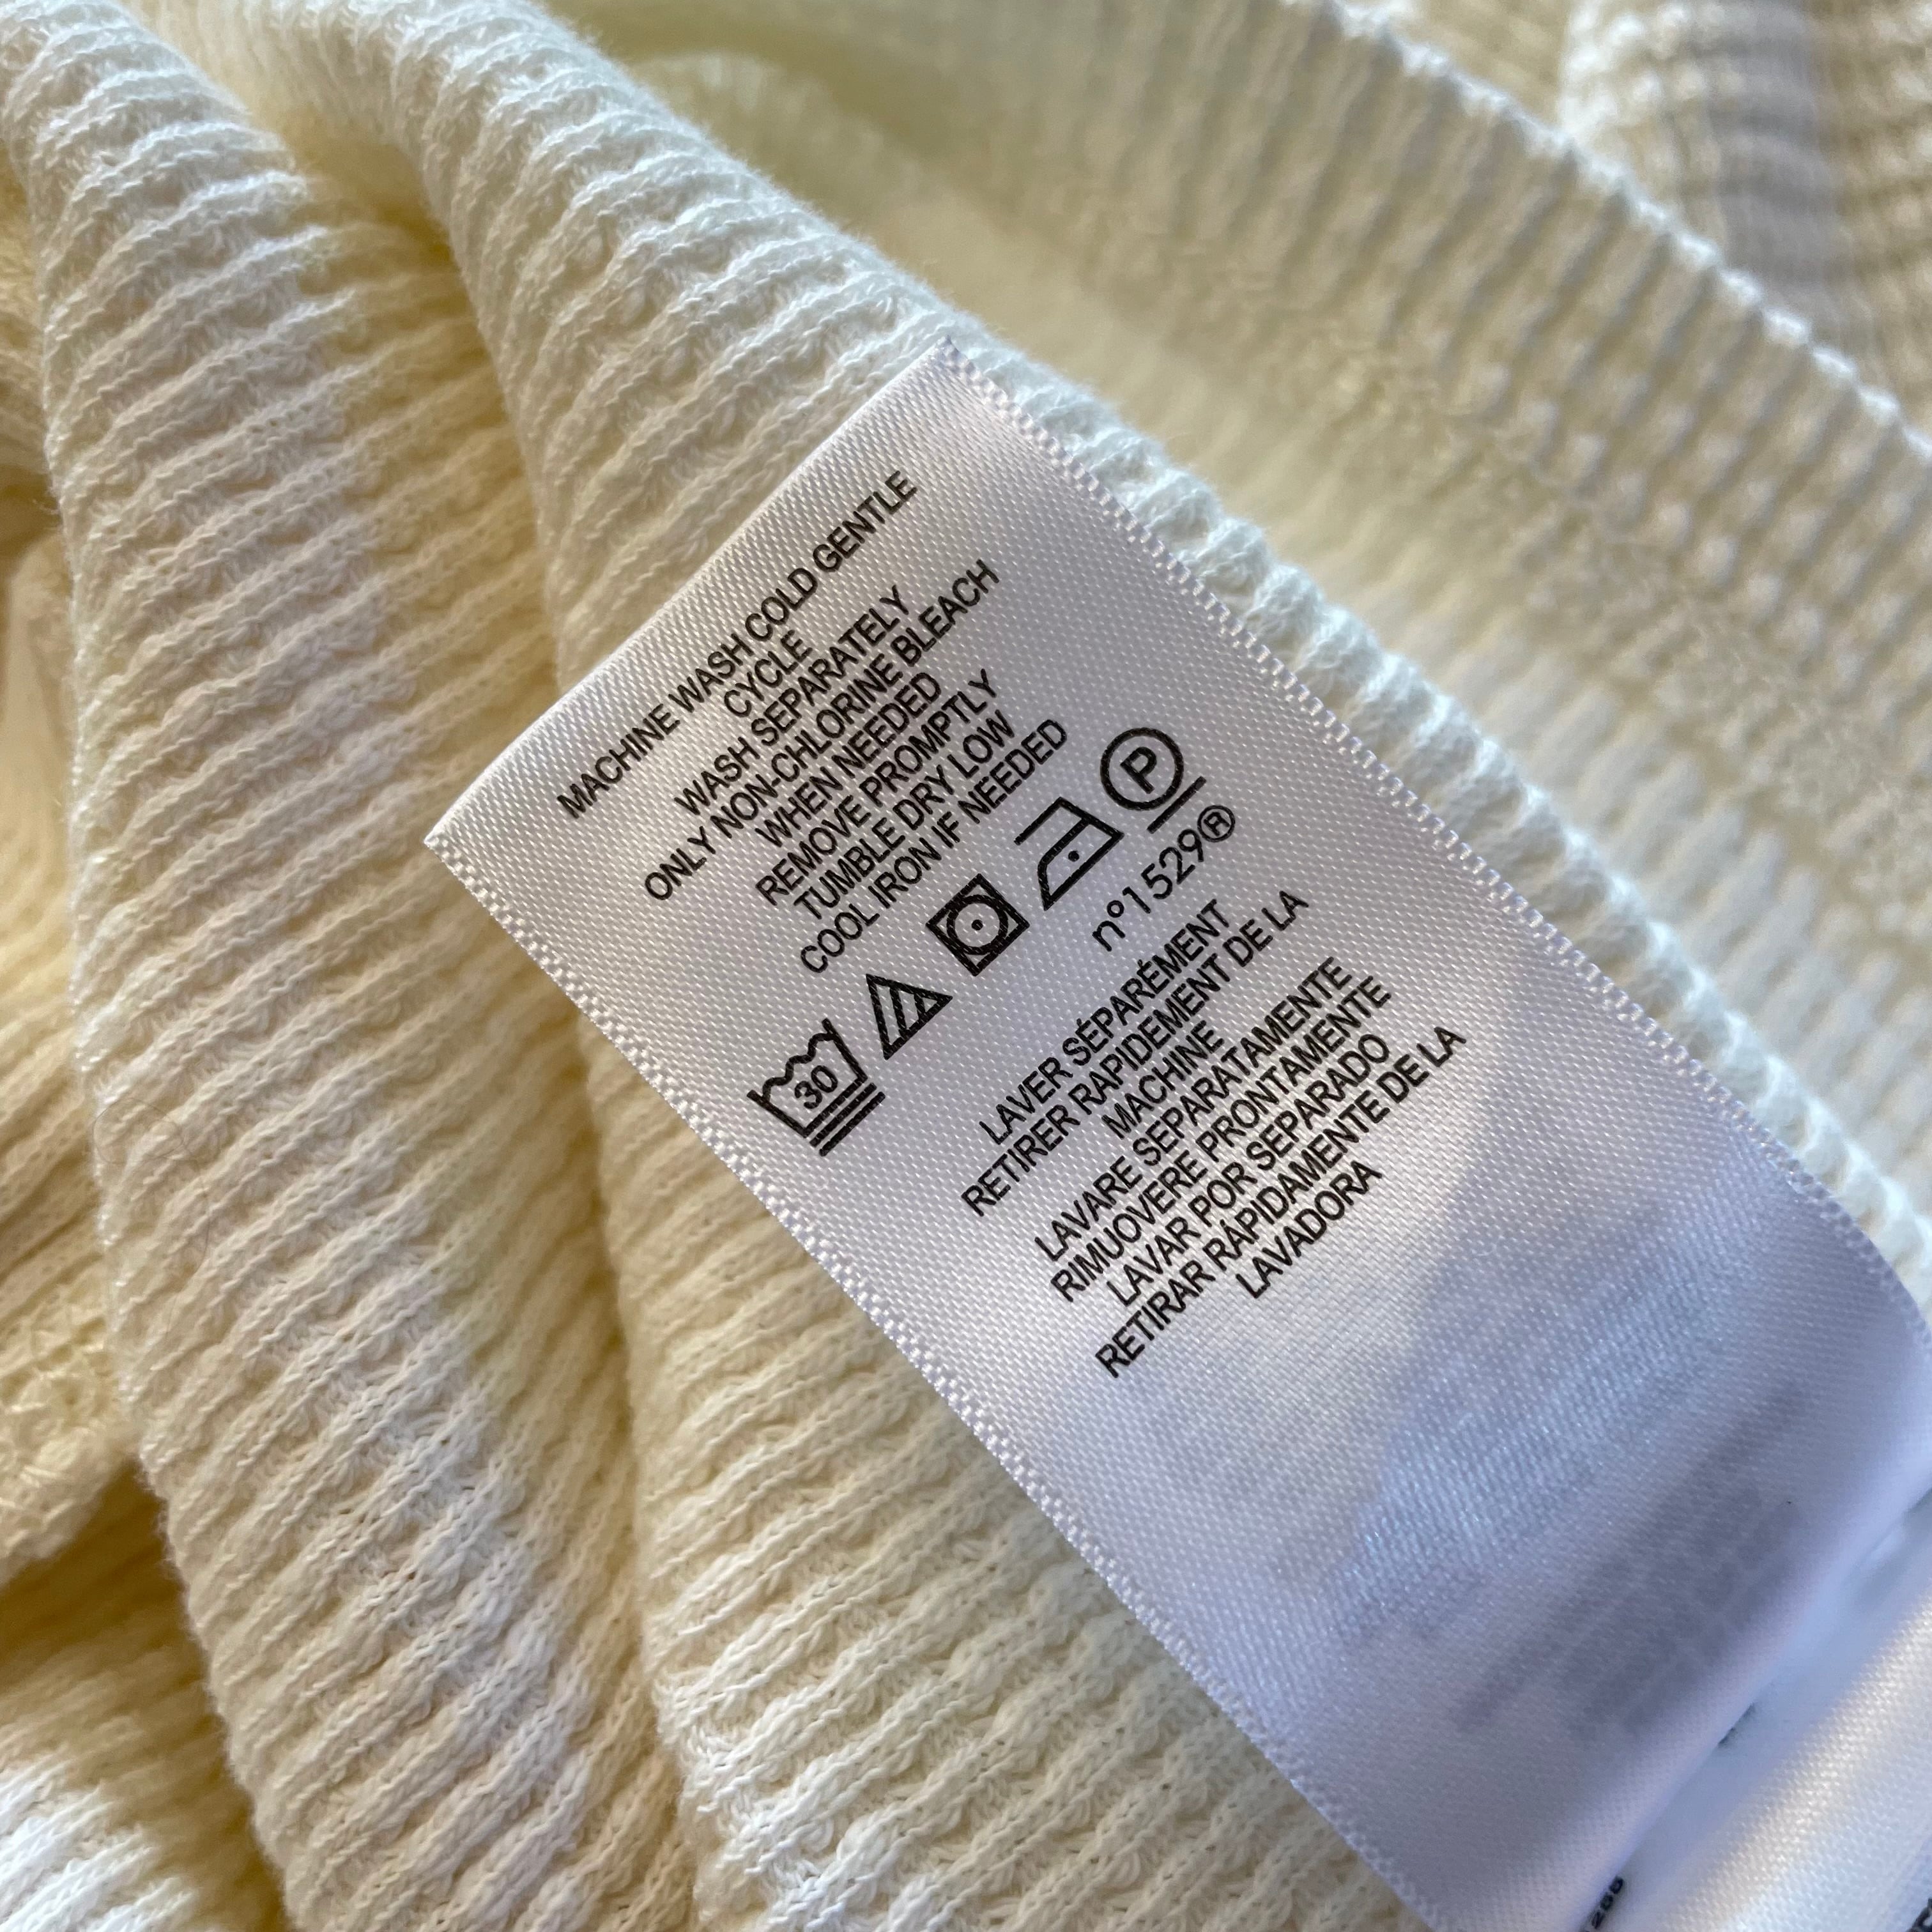 MACHINE WASH COLD GENTLE
CYCLE
WASH SEPARATELY
ONLY NON-CHLORINE BLEACH
WHEN NEEDED
REMOVE PROMPTLY
TUMBLE DRY LOW
COOL IRON IF NEEDED
30 P
n°1529®
LAVER SÉPARÉMENT
RETIRER RAPIDEMENT DE LA
MACHINE
LAVARE SEPARATAMENTE
RIMUOVERE PRONTAMENTE
LAVAR POR SEPARADO
RETIRAR RÁPIDAMENTE DE LA
LAVADORA